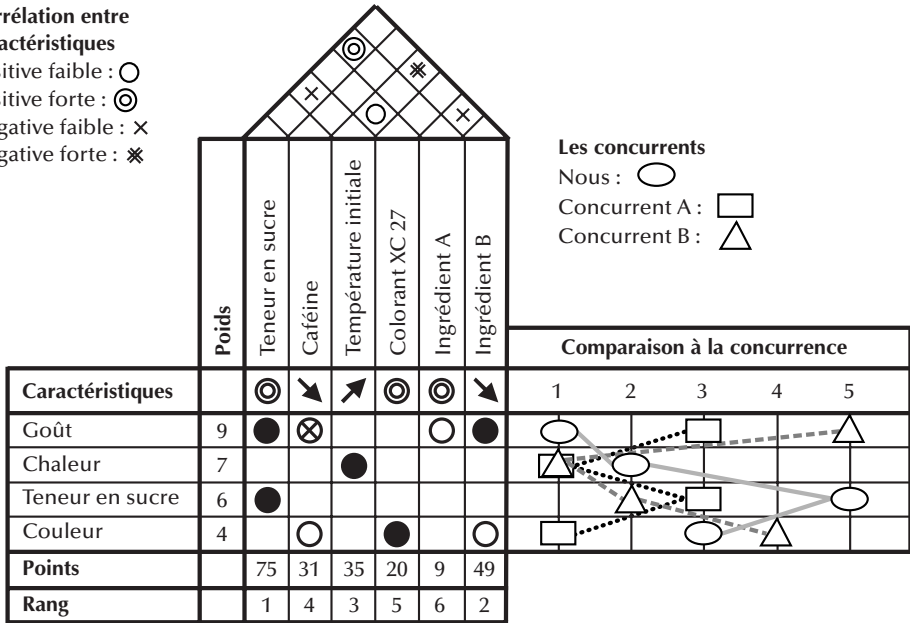 rrélation entre
actéristiques
sitive faible :
sitive forte :
gative faible :
gative forte :
Les concurrents
Nous :
Concurrent A :
Concurrent B :
Poids
Teneur en sucre
Caféine
Température initiale
Colorant XC 27
Ingrédient A
Ingrédient B
Comparaison à la concurrence
Caractéristiques 1 2 3 4 5
Goût 9
Chaleur 7
Teneur en sucre 6
Couleur 4
Points 75 31 35 20 9 49
Rang 1 4 3 5 6 2